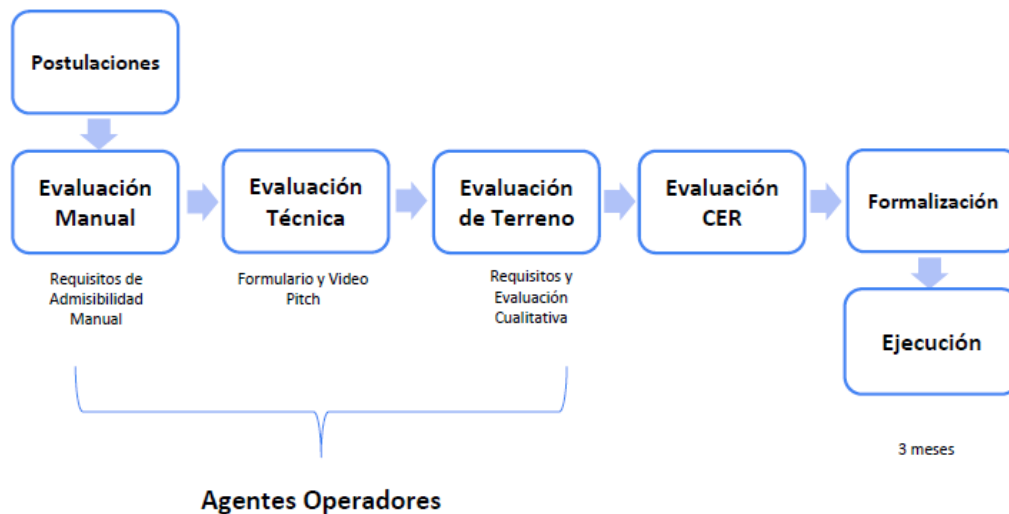 Postulaciones
Evaluación
Manual
Evaluación
Técnica
Evaluación
de Terreno
Evaluación
CER
Formalización
Requisitos de
Admisibilidad
Manual
Formulario y Video
Pitch
Requisitos y
Evaluación
Cualitativa
Ejecución
3 meses
Agentes Operadores